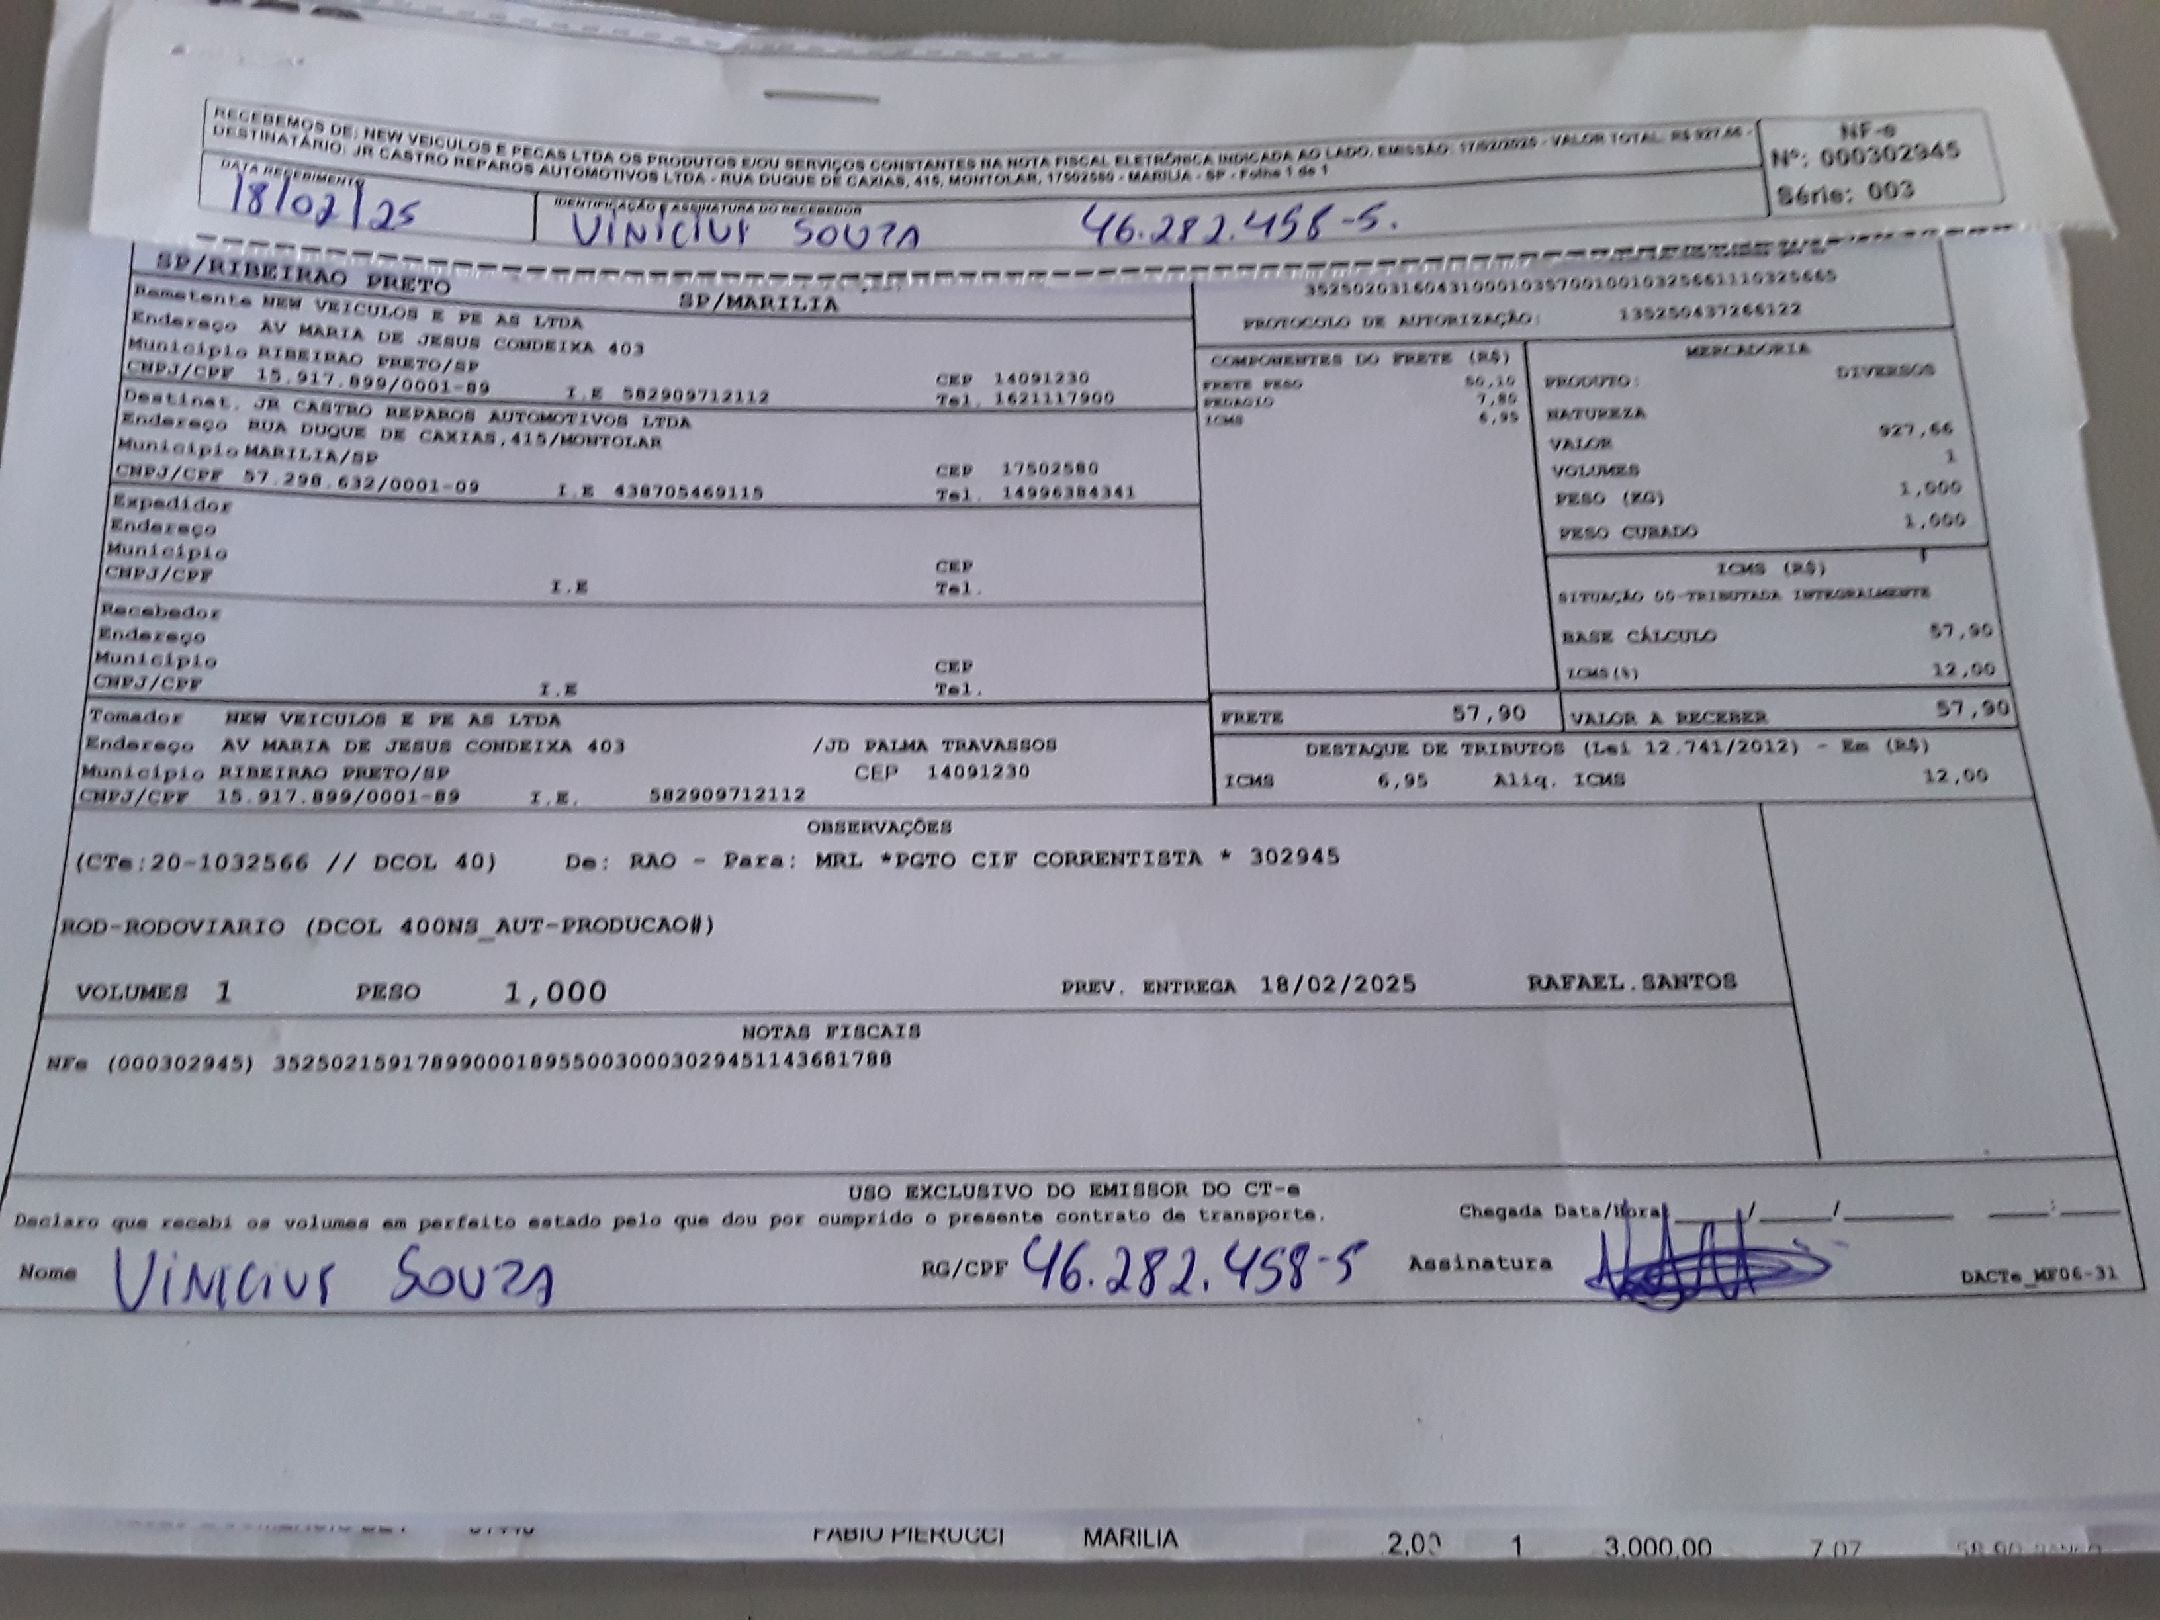 RECEBEMOS DE: NEW VEICULOS E PECAS LTDA OS PRODUTOS E/OU SERVIÇOS CONSTANTES NA NOTA FISCAL ELETRÔNICA INDICADA AO LADO. EMISSÃO: 17/02/2025 - VALOR TOTAL: R$ 927,66 -
DESTINATÁRIO: JR CASTRO REPAROS AUTOMOTIVOS LTDA - RUA DUQUE DE CAXIAS, 415, MONTOLAR, 17502580 - MARILIA - SP - Folha 1 de 1
NF-e
Nº: 000302945
Série: 003
DATA RECEBIMENTO
18/02/25
IDENTIFICAÇÃO E ASSINATURA DO RECEBEDOR
VINICIUS SOUZA 46.282.458-5.
SP/RIBEIRAO PRETO SP/MARILIA
35250203160431000103570010010325661110325665
PROTOCOLO DE AUTORIZAÇÃO: 135250437266122
Remetente NEW VEICULOS E PE AS LTDA
Endereço AV MARIA DE JESUS CONDEIXA 403
Municipio RIBEIRAO PRETO/SP CEP 14091230
CNPJ/CPF 15.917.899/0001-89 I.E 582909712112 Tel. 1621117900
Destinat. JR CASTRO REPAROS AUTOMOTIVOS LTDA
Endereço RUA DUQUE DE CAXIAS,415/MONTOLAR
Municipio MARILIA/SP CEP 17502580
CNPJ/CPF 57.298.632/0001-09 I.E 438705469115 Tel. 14996384341
Expedidor
Endereço
Municipio CEP
CNPJ/CPF I.E Tel.
Recebedor
Endereço
Municipio CEP
CNPJ/CPF I.E Tel.
Tomador NEW VEICULOS E PE AS LTDA
Endereço AV MARIA DE JESUS CONDEIXA 403 /JD PALMA TRAVASSOS
Municipio RIBEIRAO PRETO/SP CEP 14091230
CNPJ/CPF 15.917.899/0001-89 I.E. 582909712112
COMPONENTES DO FRETE (R$)
FRETE PESO 50,10
PEDAGIO 7,80
ICMS 6,95
MERCADORIA
PRODUTO: DIVERSOS
NATUREZA
VALOR 927,66
VOLUMES 1
PESO (KG) 1,000
PESO CUBADO 1,000
ICMS (R$)
SITUAÇÃO 00-TRIBUTADA INTEGRALMENTE
BASE CÁLCULO 57,90
ICMS(%) 12,00
FRETE 57,90
VALOR A RECEBER 57,90
DESTAQUE DE TRIBUTOS (Lei 12.741/2012) - Em (R$)
ICMS 6,95 Aliq. ICMS 12,00
OBSERVAÇÕES
(CTe:20-1032566 // DCOL 40) De: RAO - Para: MRL *PGTO CIF CORRENTISTA * 302945
ROD-RODOVIARIO (DCOL 400NS_AUT-PRODUCAO#)
VOLUMES 1 PESO 1,000 PREV. ENTREGA 18/02/2025 RAFAEL.SANTOS
NOTAS FISCAIS
NFe (000302945) 35250215917899000189550030003029451143681788
USO EXCLUSIVO DO EMISSOR DO CT-e
Declaro que recebi os volumes em perfeito estado pelo que dou por cumprido o presente contrato de transporte. Chegada Data/Hora: ____/____/____ ____:____
Nome VINICIUS SOUZA RG/CPF 46.282.458-5 Assinatura
DACTe_MF06-31
FABIO PIERUCCI MARILIA 2,00 1 3.000,00 7,07